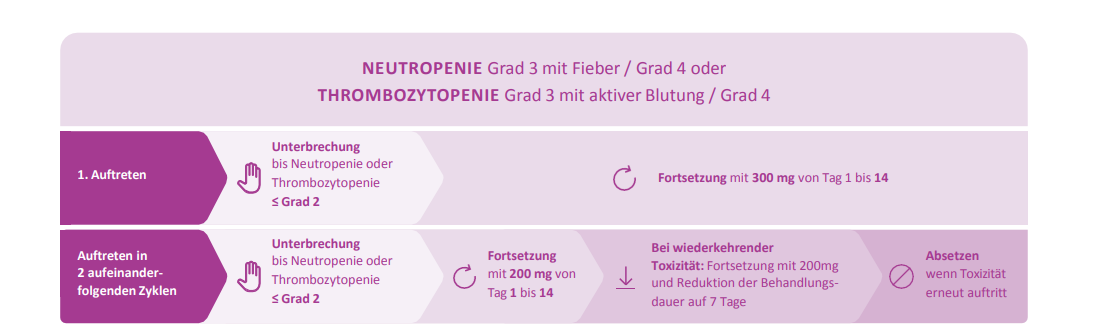 NEUTROPENIE Grad 3 mit Fieber / Grad 4 oder
THROMBOZYTOPENIE Grad 3 mit aktiver Blutung / Grad 4
1. Auftreten
Unterbrechung
bis Neutropenie oder
Thrombozytopenie
≤ Grad 2
Fortsetzung mit 300 mg von Tag 1 bis 14
Auftreten in
2 aufeinander-
folgenden Zyklen
Unterbrechung
bis Neutropenie oder
Thrombozytopenie
≤ Grad 2
Fortsetzung
mit 200 mg von
Tag 1 bis 14
Bei wiederkehrender
Toxizität: Fortsetzung mit 200mg
und Reduktion der Behandlungs-
dauer auf 7 Tage
Absetzen
wenn Toxizität
erneut auftritt